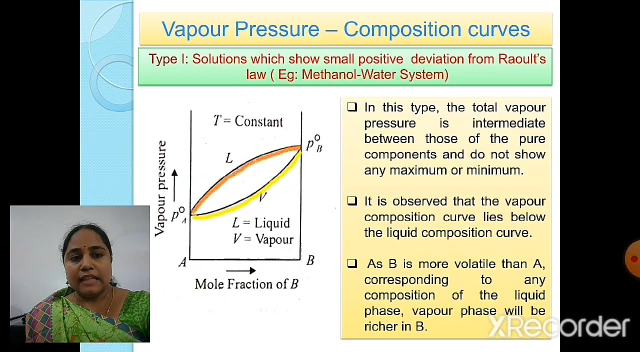 Vapour Pressure – Composition curves
Type I: Solutions which show small positive deviation from Raoult's
law ( Eg: Methanol-Water System)
T = Constant
p°B
L
V
Vapour pressure
p°A
L = Liquid
V = Vapour
A
B
Mole Fraction of B
In this type, the total vapour
pressure is intermediate
between those of the pure
components and do not show
any maximum or minimum.
It is observed that the vapour
composition curve lies below
the liquid composition curve.
As B is more volatile than A,
corresponding to any
composition of the liquid
phase, vapour phase will be
richer in B.
XRecorder